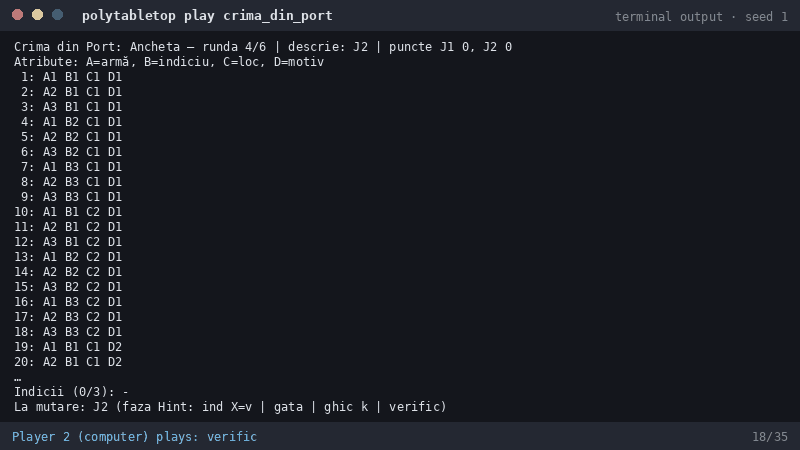 polytabletop play crima_din_port
terminal output · seed 1
Crima din Port: Ancheta — runda 4/6 | descrie: J2 | puncte J1 0, J2 0
Atribute: A=armă, B=indiciu, C=loc, D=motiv
1: A1 B1 C1 D1
2: A2 B1 C1 D1
3: A3 B1 C1 D1
4: A1 B2 C1 D1
5: A2 B2 C1 D1
6: A3 B2 C1 D1
7: A1 B3 C1 D1
8: A2 B3 C1 D1
9: A3 B3 C1 D1
10: A1 B1 C2 D1
11: A2 B1 C2 D1
12: A3 B1 C2 D1
13: A1 B2 C2 D1
14: A2 B2 C2 D1
15: A3 B2 C2 D1
16: A1 B3 C2 D1
17: A2 B3 C2 D1
18: A3 B3 C2 D1
19: A1 B1 C1 D2
20: A2 B1 C1 D2
…
Indicii (0/3): -
La mutare: J2 (faza Hint: ind X=v | gata | ghic k | verific)
Player 2 (computer) plays: verific
18/35